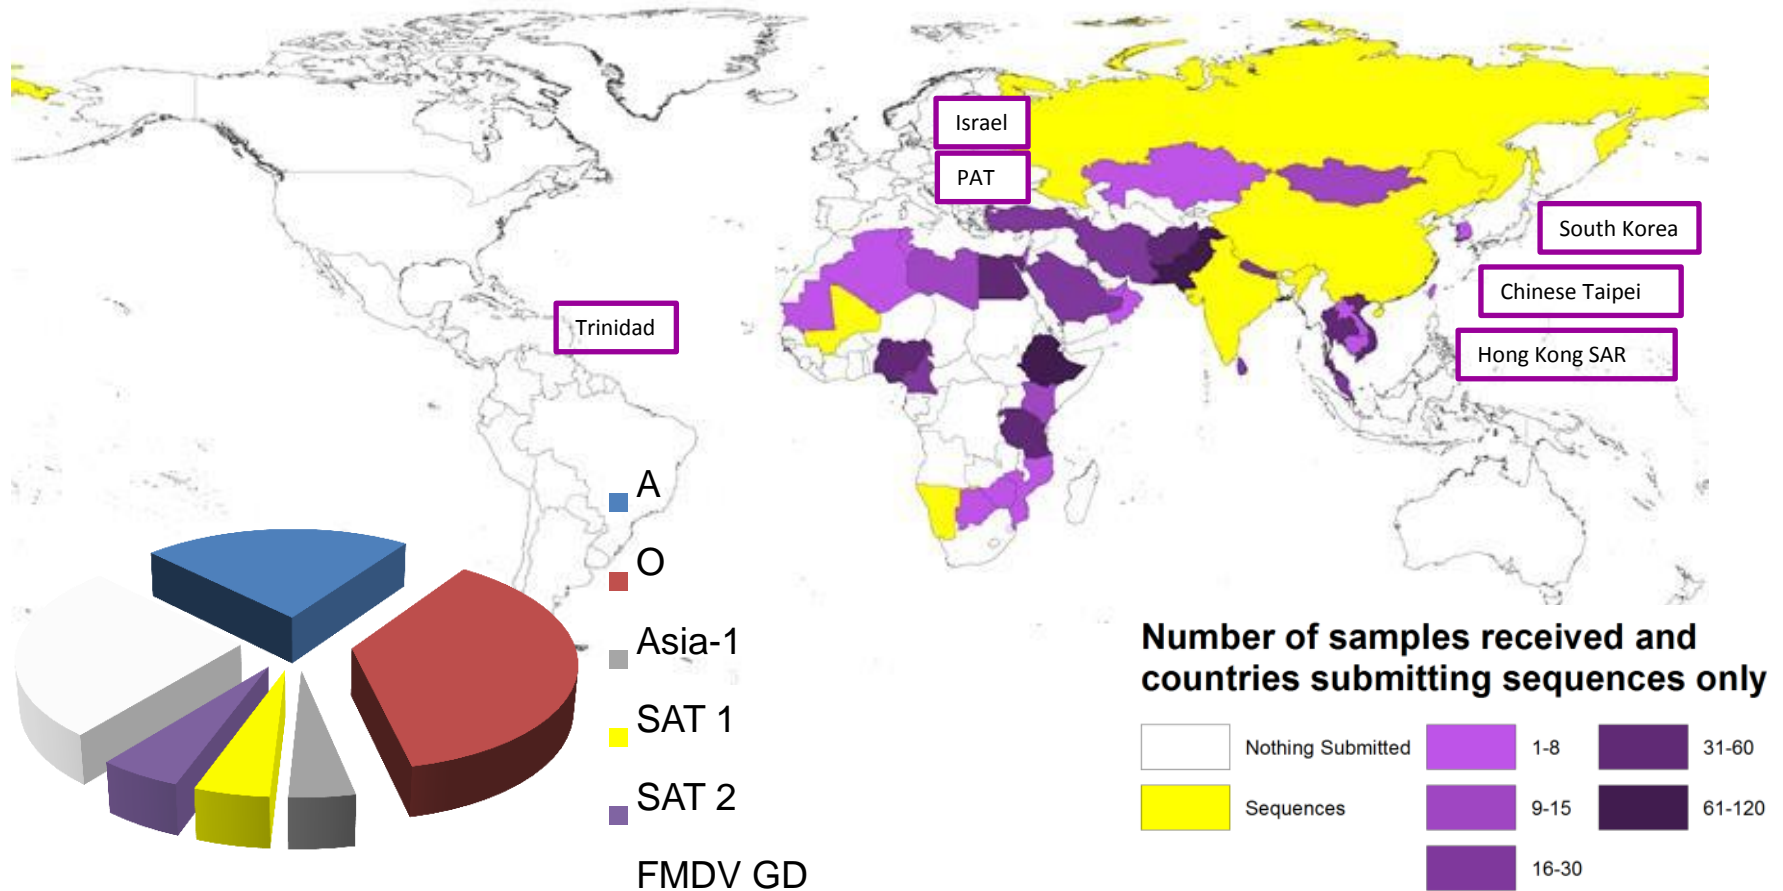 Israel
PAT
South Korea
Chinese Taipei
Trinidad
Hong Kong SAR
A
O
Asia-1
SAT 1
SAT 2
FMDV GD
Number of samples received and
countries submitting sequences only
Nothing Submitted
1-8
31-60
Sequences
9-15
61-120
16-30